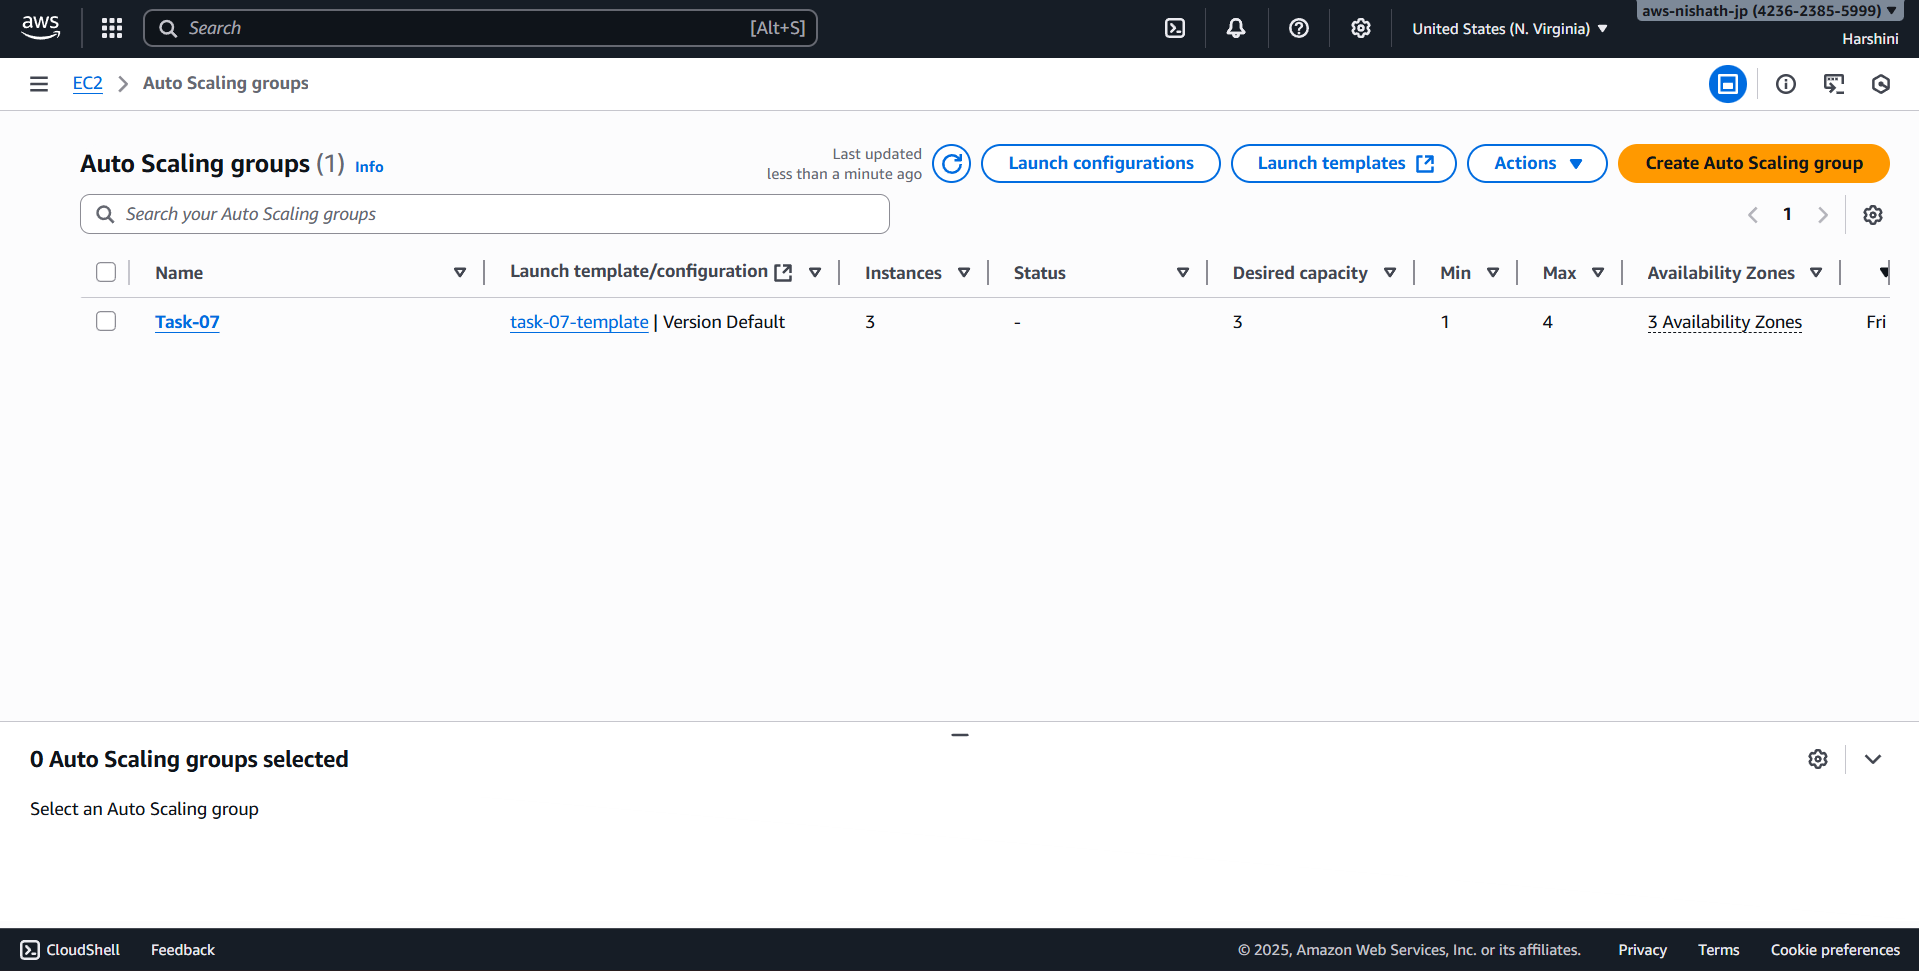 aws
Search [Alt+S]
United States (N. Virginia)
aws-nishath-jp (4236-2385-5999)
Harshini
EC2 Auto Scaling groups
Auto Scaling groups (1) Info
Last updated
less than a minute ago
Launch configurations
Launch templates
Actions
Create Auto Scaling group
Search your Auto Scaling groups
1
Name Launch template/configuration Instances Status Desired capacity Min Max Availability Zones
Task-07 task-07-template | Version Default 3 - 3 1 4 3 Availability Zones Fri
0 Auto Scaling groups selected
Select an Auto Scaling group
CloudShell Feedback © 2025, Amazon Web Services, Inc. or its affiliates. Privacy Terms Cookie preferences